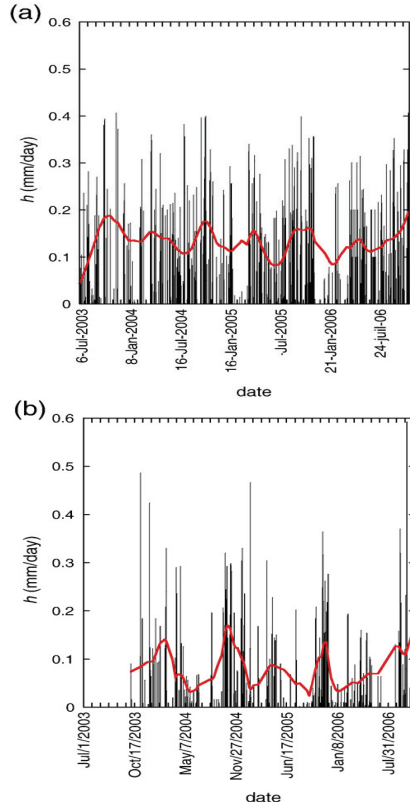 (a)
0.6
0.5
0.4
0.3
0.2
0.1
0
h (mm/day)
6-Jul-2003
8-Jan-2004
16-Jul-2004
16-Jan-2005
-Jul-2005
21-Jan-2006
24-juil-06
date
(b)
0.6
0.5
0.4
0.3
0.2
0.1
0
h (mm/day)
Jul/1/2003
Oct/17/2003
May/7/2004
Nov/27/2004
Jun/17/2005
Jan/8/2006
Jul/31/2006
date